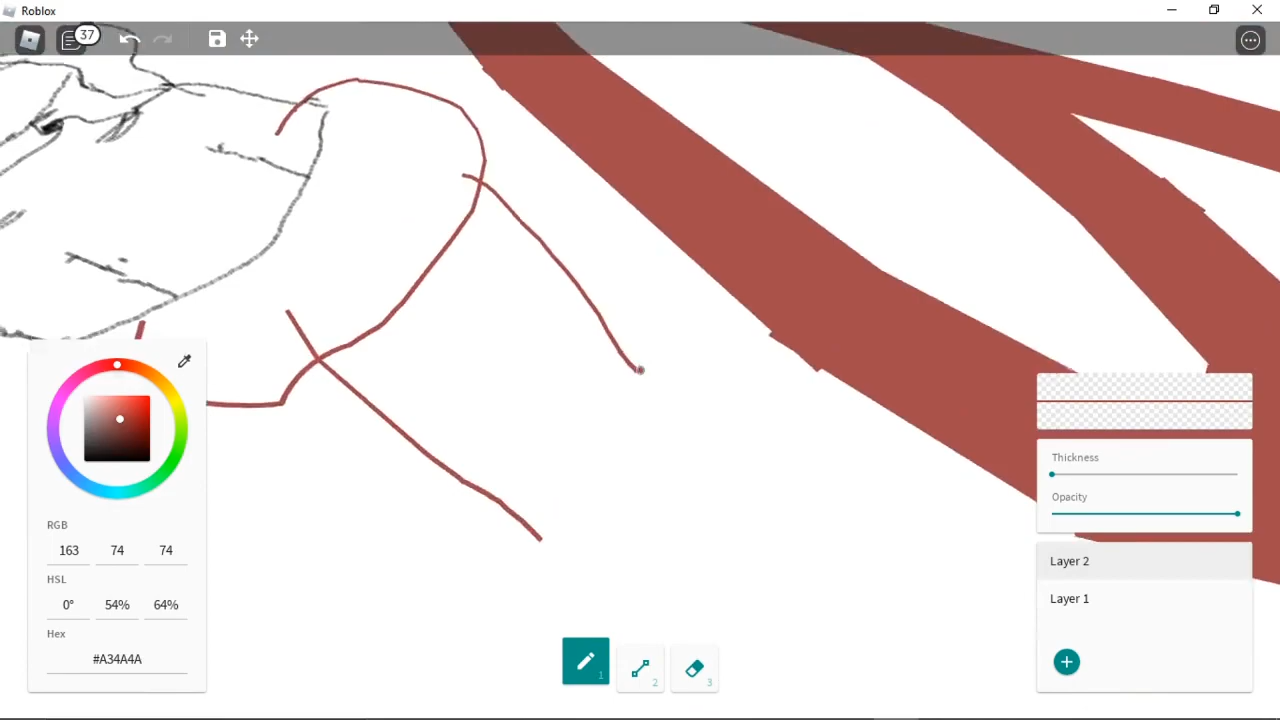 Roblox
37
RGB
163 74 74
HSL
0° 54% 64%
Hex
#A34A4A
1
2
3
Thickness
Opacity
Layer 2
Layer 1